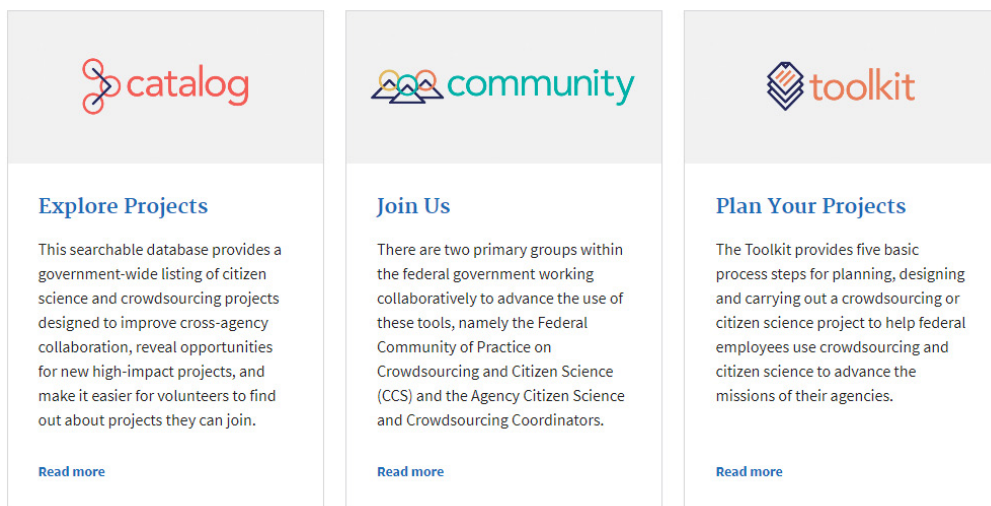 catalog
Explore Projects
This searchable database provides a
government-wide listing of citizen
science and crowdsourcing projects
designed to improve cross-agency
collaboration, reveal opportunities
for new high-impact projects, and
make it easier for volunteers to find
out about projects they can join.
Read more
community
Join Us
There are two primary groups within
the federal government working
collaboratively to advance the use of
these tools, namely the Federal
Community of Practice on
Crowdsourcing and Citizen Science
(CCS) and the Agency Citizen Science
and Crowdsourcing Coordinators.
Read more
toolkit
Plan Your Projects
The Toolkit provides five basic
process steps for planning, designing
and carrying out a crowdsourcing or
citizen science project to help federal
employees use crowdsourcing and
citizen science to advance the
missions of their agencies.
Read more